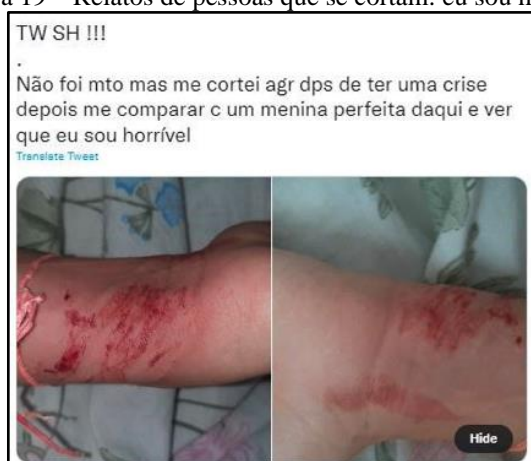 a 19 – Relatos de pessoas que se cortam: eu sou
TW SH !!!
.
Não foi mto mas me cortei agr dps de ter uma crise
depois me comparar c um menina perfeita daqui e ver
que eu sou horrível
Translate Tweet
Hide